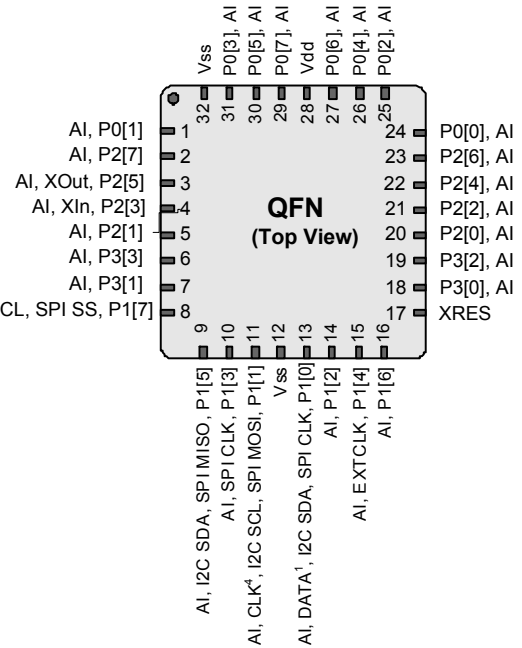 Vss
P0[3], AI
P0[5], AI
P0[7], AI
Vdd
P0[6], AI
P0[4], AI
P0[2], AI
32
31
30
29
28
27
26
25
AI, P0[1]
1
AI, P2[7]
2
AI, XOut, P2[5]
3
AI, XIn, P2[3]
4
AI, P2[1]
5
AI, P3[3]
6
AI, P3[1]
7
CL, SPI SS, P1[7]
8
QFN
(Top View)
24
P0[0], AI
23
P2[6], AI
22
P2[4], AI
21
P2[2], AI
20
P2[0], AI
19
P3[2], AI
18
P3[0], AI
17
XRES
9
10
11
12
13
14
15
16
AI, I2C SDA, SPI MISO, P1[5]
AI, SPI CLK, P1[3]
AI, CLK⁴, I2C SCL, SPI MOSI, P1[1]
Vss
AI, DATA¹, I2C SDA, SPI CLK, P1[0]
AI, P1[2]
AI, EXTCLK, P1[4]
AI, P1[6]